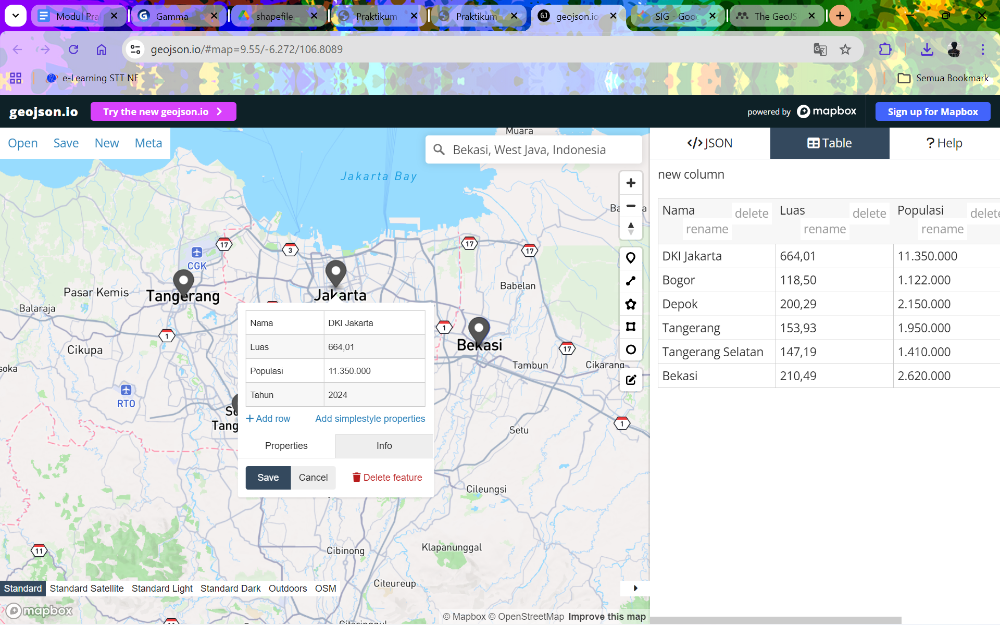 Modul Pra
Gamma
shapefile -
Praktikum
Praktikum
geojson.io
SIG - Goo
The GeoJS
geojson.io/#map=9.55/-6.272/106.8089
e-Learning STT NF
Semua Bookmark
geojson.io
Try the new geojson.io
powered by mapbox
Sign up for Mapbox
Open Save New Meta
Bekasi, West Java, Indonesia
</> JSON
Table
? Help
new column
Nama delete rename
Luas delete rename
Populasi delete rename
DKI Jakarta 664,01 11.350.000
Bogor 118,50 1.122.000
Depok 200,29 2.150.000
Tangerang 153,93 1.950.000
Tangerang Selatan 147,19 1.410.000
Bekasi 210,49 2.620.000
Muara
Jakarta Bay
Ba
a
17
3
17
17
CGK
Pasar Kemis
Tangerang
Jakarta
Babelan
Balaraja
1
1
Bekasi
17
Cikupa
soka
Tambun
Cikarang
RTO
So
Tang
Setu
1
Nama DKI Jakarta
Luas 664,01
Populasi 11.350.000
Tahun 2024
+ Add row
Add simplestyle properties
Properties
Info
Save
Cancel
Delete feature
Cileungsi
11
Cibinong
Klapanunggal
Citeureup
Standard Standard Satellite Standard Light Standard Dark Outdoors OSM
mapbox
11
© Mapbox © OpenStreetMap Improve this map